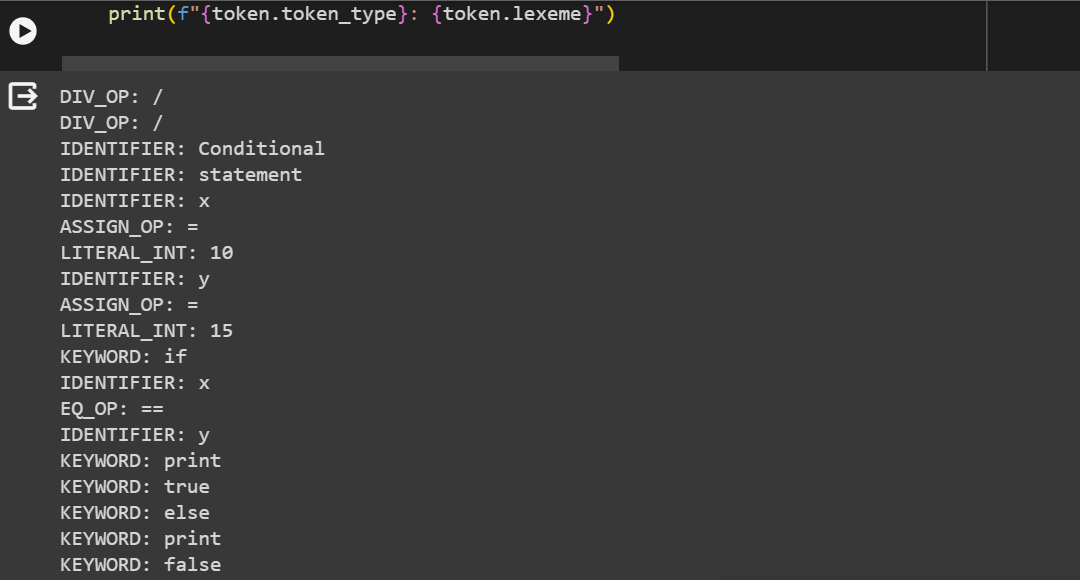 print(f"{token.token_type}: {token.lexeme}")
DIV_OP: /
DIV_OP: /
IDENTIFIER: Conditional
IDENTIFIER: statement
IDENTIFIER: x
ASSIGN_OP: =
LITERAL_INT: 10
IDENTIFIER: y
ASSIGN_OP: =
LITERAL_INT: 15
KEYWORD: if
IDENTIFIER: x
EQ_OP: ==
IDENTIFIER: y
KEYWORD: print
KEYWORD: true
KEYWORD: else
KEYWORD: print
KEYWORD: false